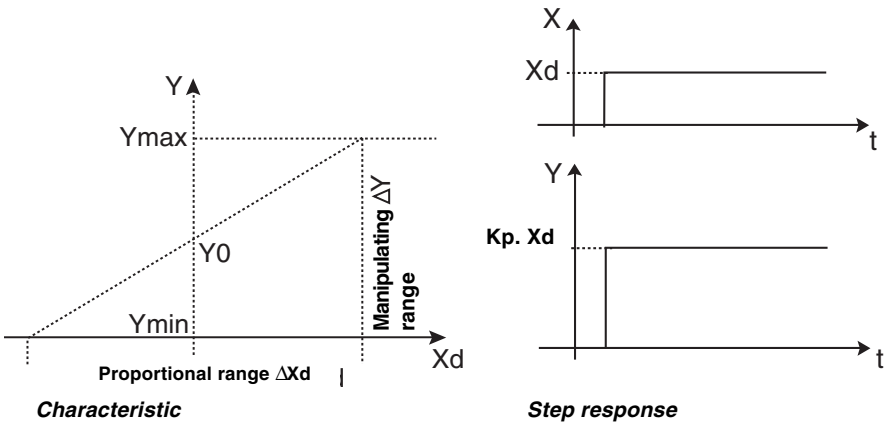 Y
Ymax
Y0
Ymin
Manipulating ΔY
range
Xd
Proportional range ΔXd
Characteristic
X
Xd
t
Y
Kp. Xd
t
Step response